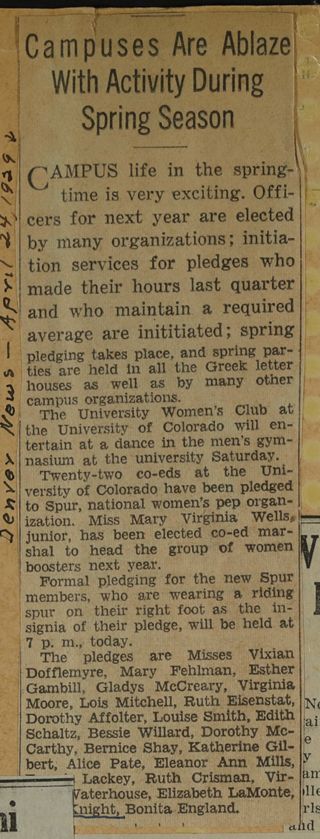 Campuses Are Ablaze
With Activity During
Spring Season
CAMPUS life in the spring-
time is very exciting. Offi-
cers for next year are elected
by many organizations; initia-
tion services for pledges who
made their hours last quarter
and who maintain a required
average are inititiated; spring
pledging takes place, and spring par-
ties are held in all the Greek letter
houses as well as by many other
campus organizations.
The University Women's Club at
the University of Colorado will en-
tertain at a dance in the men's gym-
nasium at the university Saturday.
Twenty-two co-eds at the Uni-
versity of Colorado have been pledged
to Spur, national women's pep organ-
ization. Miss Mary Virginia Wells,
junior, has been elected co-ed mar-
shal to head the group of women
boosters next year.
Formal pledging for the new Spur
members, who are wearing a riding
spur on their right foot as the in-
signia of their pledge, will be held at
7 p. m., today.
The pledges are Misses Vixian
Dofflemyre, Mary Fehlman, Esther
Gambill, Gladys McCreary, Virginia
Moore, Lois Mitchell, Ruth Eisenstat,
Dorothy Affolter, Louise Smith, Edith
Schaltz, Bessie Willard, Dorothy Mc-
Carthy, Bernice Shay, Katherine Gil-
bert, Alice Pate, Eleanor Ann Mills,
Lackey, Ruth Crisman, Vir-
Waterhouse, Elizabeth LaMonte,
Knight, Bonita England.
Denver News - April 24, 1929